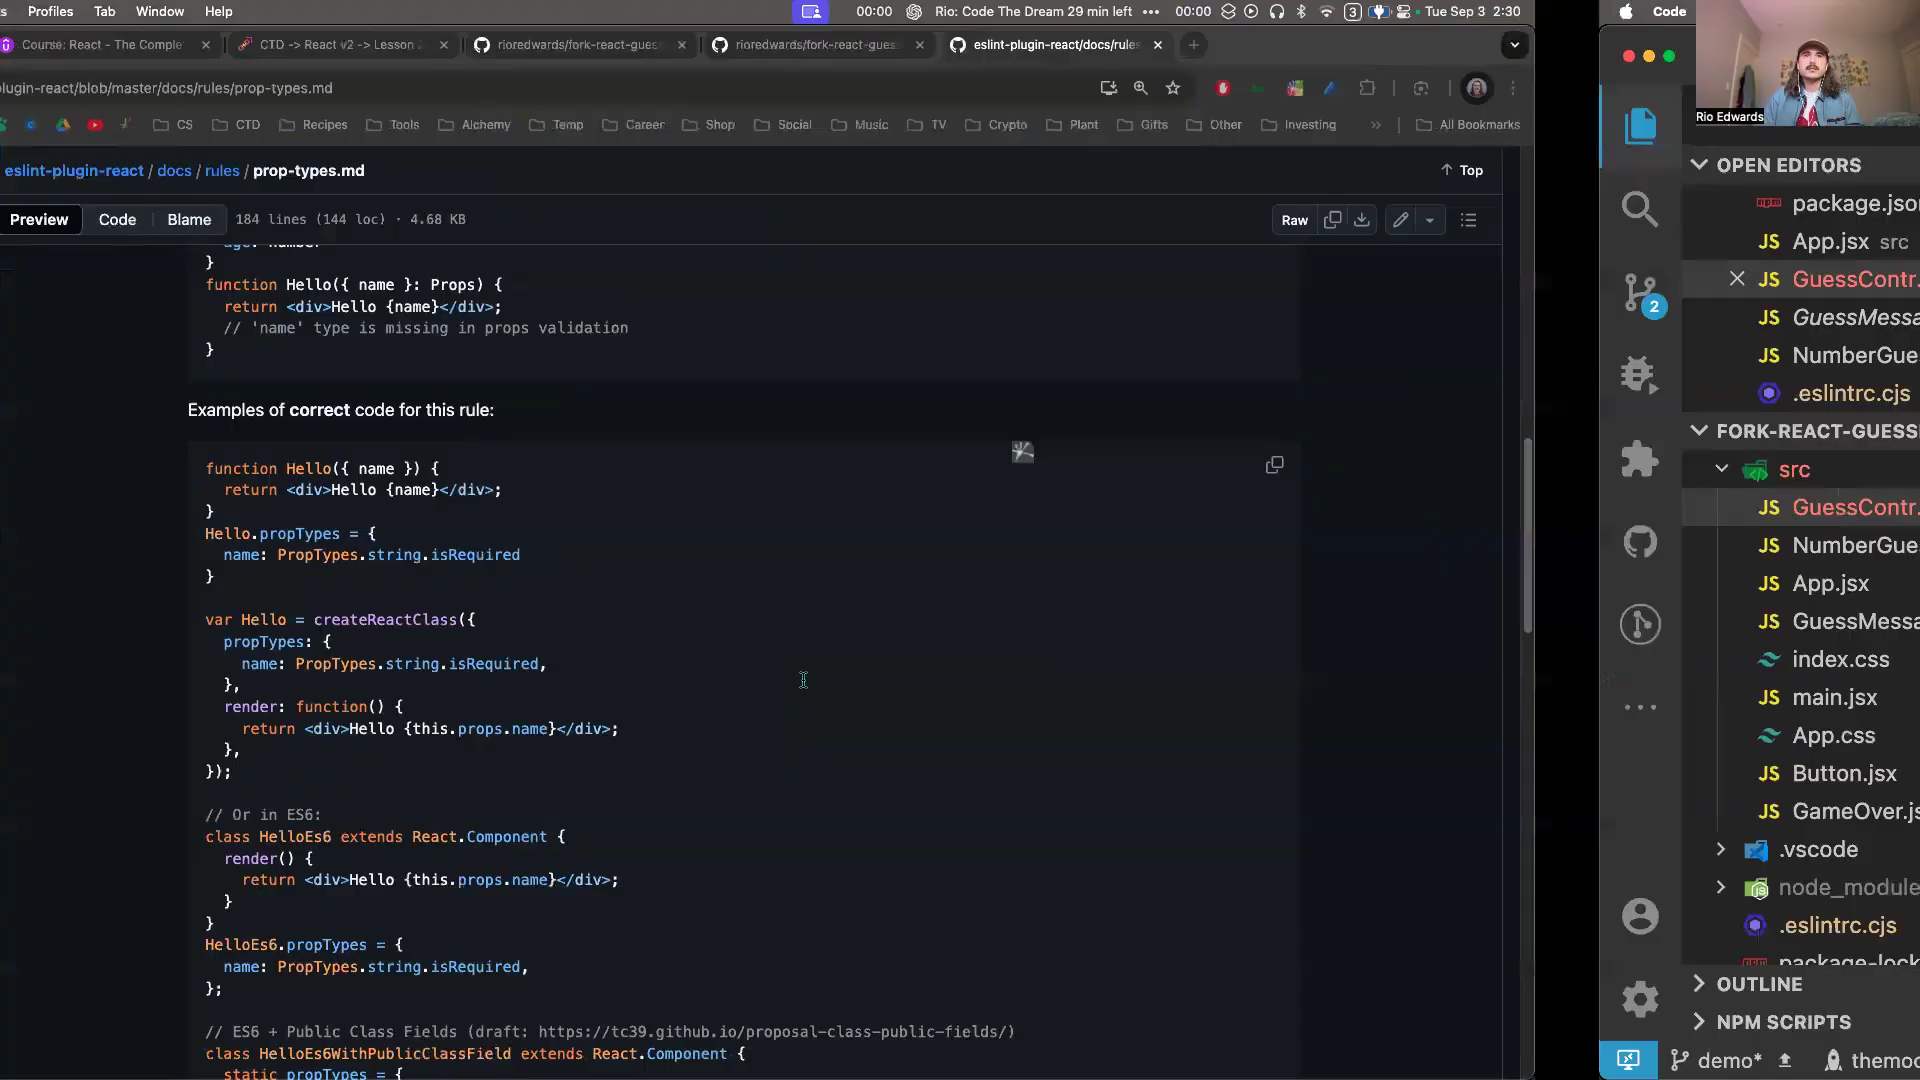 Profiles Tab Window Help
00:00 Rio: Code The Dream 29 min left ••• 00:00 3 Tue Sep 3 2:30
Code
Course: React - The Comple
CTD -> React v2 -> Lesson
rioredwards/fork-react-gues
rioredwards/fork-react-gues
eslint-plugin-react/docs/rules
plugin-react/blob/master/docs/rules/prop-types.md
CS CTD Recipes Tools Alchemy Temp Career Shop Social Music TV Crypto Plant Gifts Other Investing » All Bookmarks
eslint-plugin-react / docs / rules / prop-types.md
Top
Preview Code Blame 184 lines (144 loc) · 4.68 KB
Raw
age: number
}
function Hello({ name }: Props) {
return <div>Hello {name}</div>;
// 'name' type is missing in props validation
}
Examples of correct code for this rule:
function Hello({ name }) {
return <div>Hello {name}</div>;
}
Hello.propTypes = {
name: PropTypes.string.isRequired
}
var Hello = createReactClass({
propTypes: {
name: PropTypes.string.isRequired,
},
render: function() {
return <div>Hello {this.props.name}</div>;
},
});
// Or in ES6:
class HelloEs6 extends React.Component {
render() {
return <div>Hello {this.props.name}</div>;
}
}
HelloEs6.propTypes = {
name: PropTypes.string.isRequired,
};
// ES6 + Public Class Fields (draft: https://tc39.github.io/proposal-class-public-fields/)
class HelloEs6WithPublicClassField extends React.Component {
static propTypes = {
Rio Edwards
2
OPEN EDITORS
package.json
JS App.jsx src
JS GuessContr
JS GuessMessa
JS NumberGue
.eslintrc.cjs
FORK-REACT-GUESS
src
JS GuessContr
JS NumberGue
JS App.jsx
JS GuessMessa
index.css
JS main.jsx
App.css
JS Button.jsx
JS GameOver.js
.vscode
node_module
.eslintrc.cjs
package-lock
OUTLINE
NPM SCRIPTS
demo* themoc